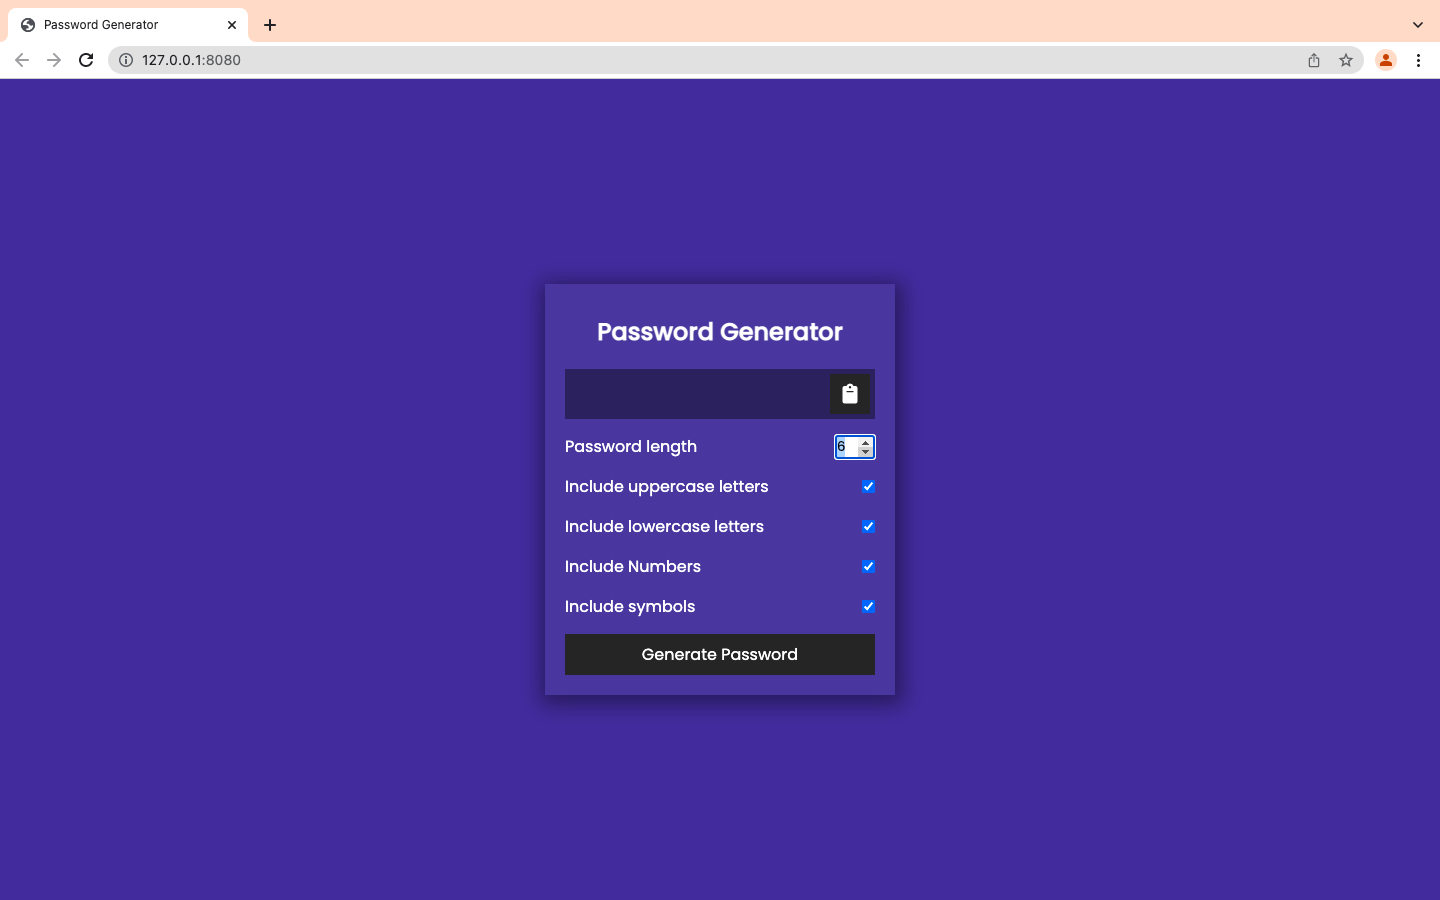 Password Generator
127.0.0.1:8080
Password Generator
Password length 6
Include uppercase letters
Include lowercase letters
Include Numbers
Include symbols
Generate Password